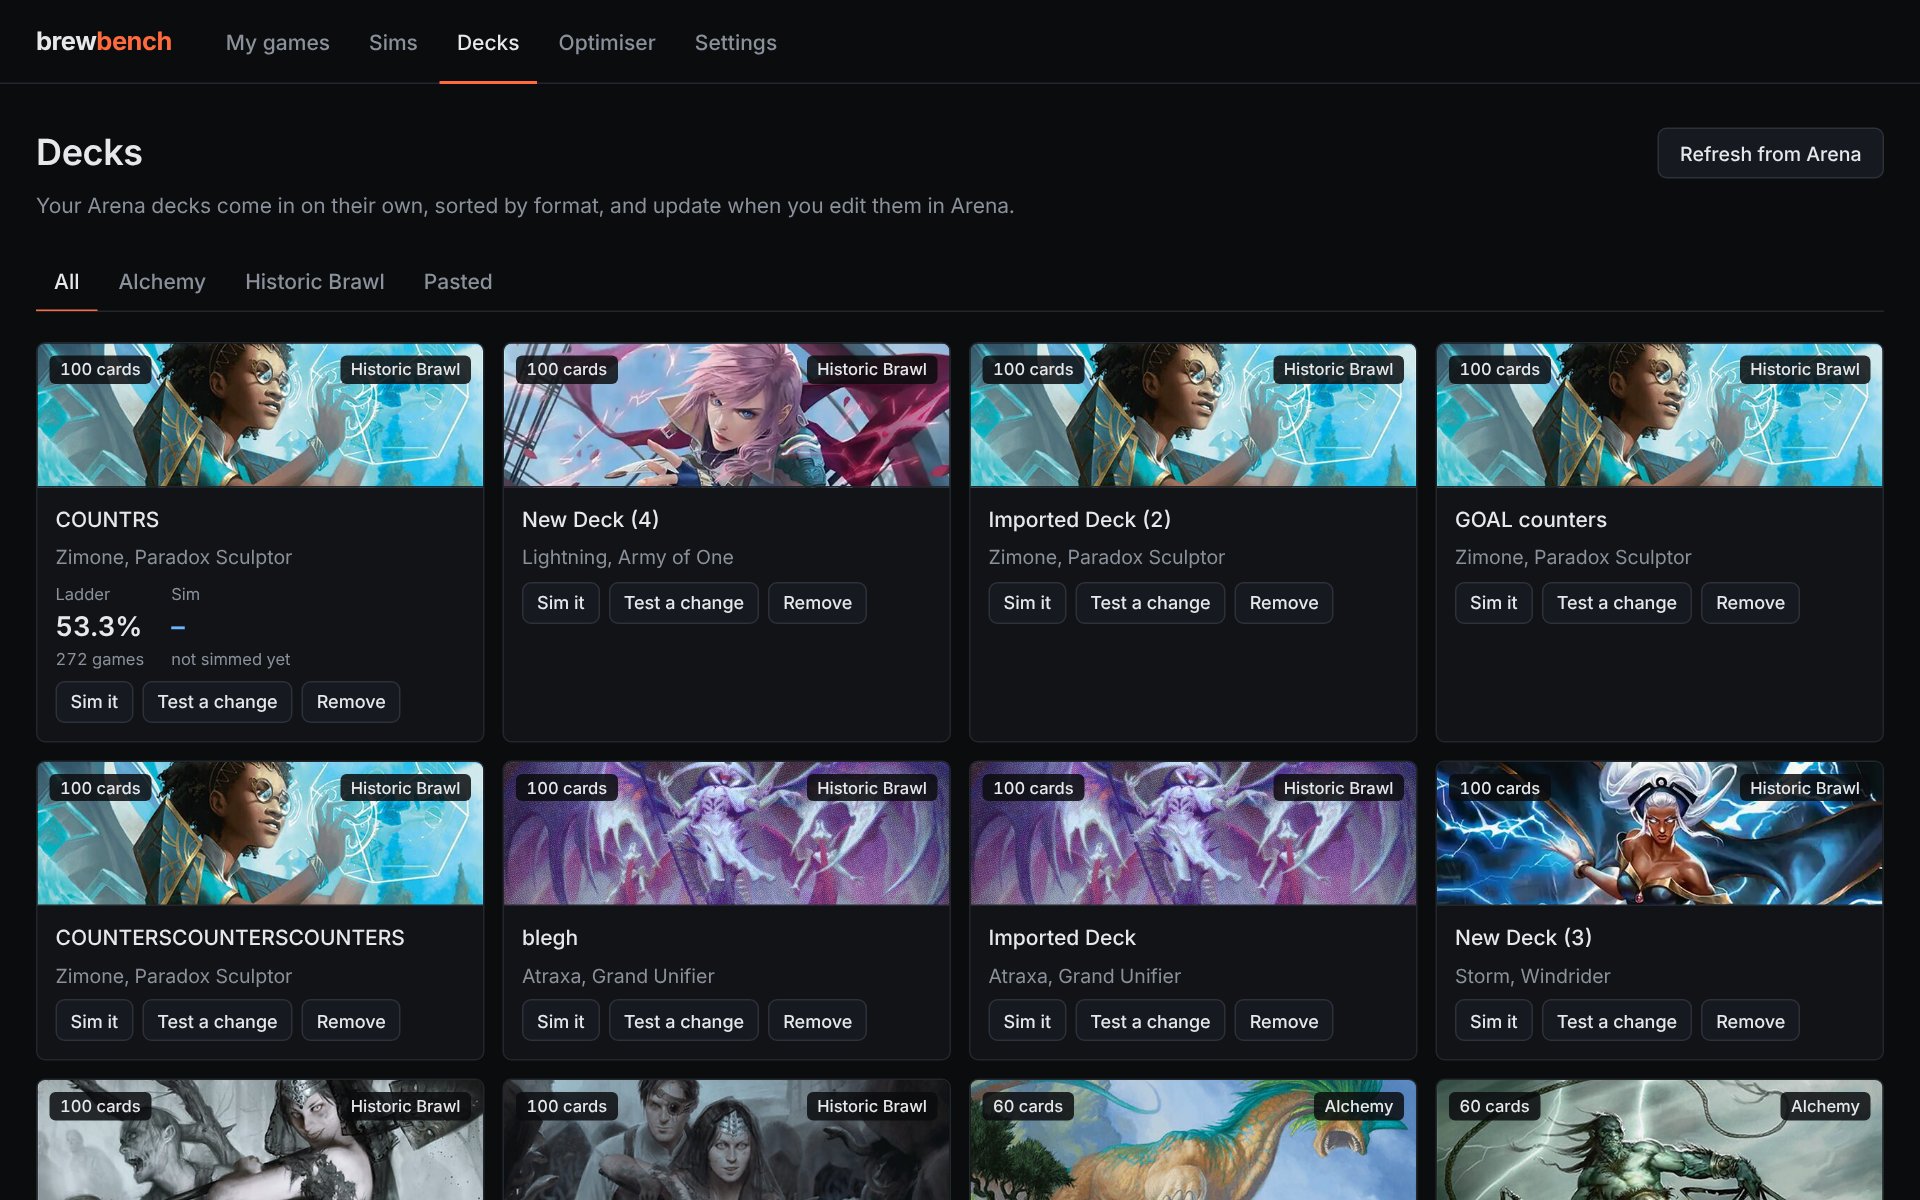 brewbench My games Sims Decks Optimiser Settings
Decks
Refresh from Arena
Your Arena decks come in on their own, sorted by format, and update when you edit them in Arena.
All Alchemy Historic Brawl Pasted
100 cards Historic Brawl
COUNTRS
Zimone, Paradox Sculptor
Ladder Sim
53.3% –
272 games not simmed yet
Sim it Test a change Remove
100 cards Historic Brawl
New Deck (4)
Lightning, Army of One
Sim it Test a change Remove
100 cards Historic Brawl
Imported Deck (2)
Zimone, Paradox Sculptor
Sim it Test a change Remove
100 cards Historic Brawl
GOAL counters
Zimone, Paradox Sculptor
Sim it Test a change Remove
100 cards Historic Brawl
COUNTERSCOUNTERSCOUNTERS
Zimone, Paradox Sculptor
Sim it Test a change Remove
100 cards Historic Brawl
blegh
Atraxa, Grand Unifier
Sim it Test a change Remove
100 cards Historic Brawl
Imported Deck
Atraxa, Grand Unifier
Sim it Test a change Remove
100 cards Historic Brawl
New Deck (3)
Storm, Windrider
Sim it Test a change Remove
100 cards Historic Brawl
100 cards Historic Brawl
60 cards Alchemy
60 cards Alchemy